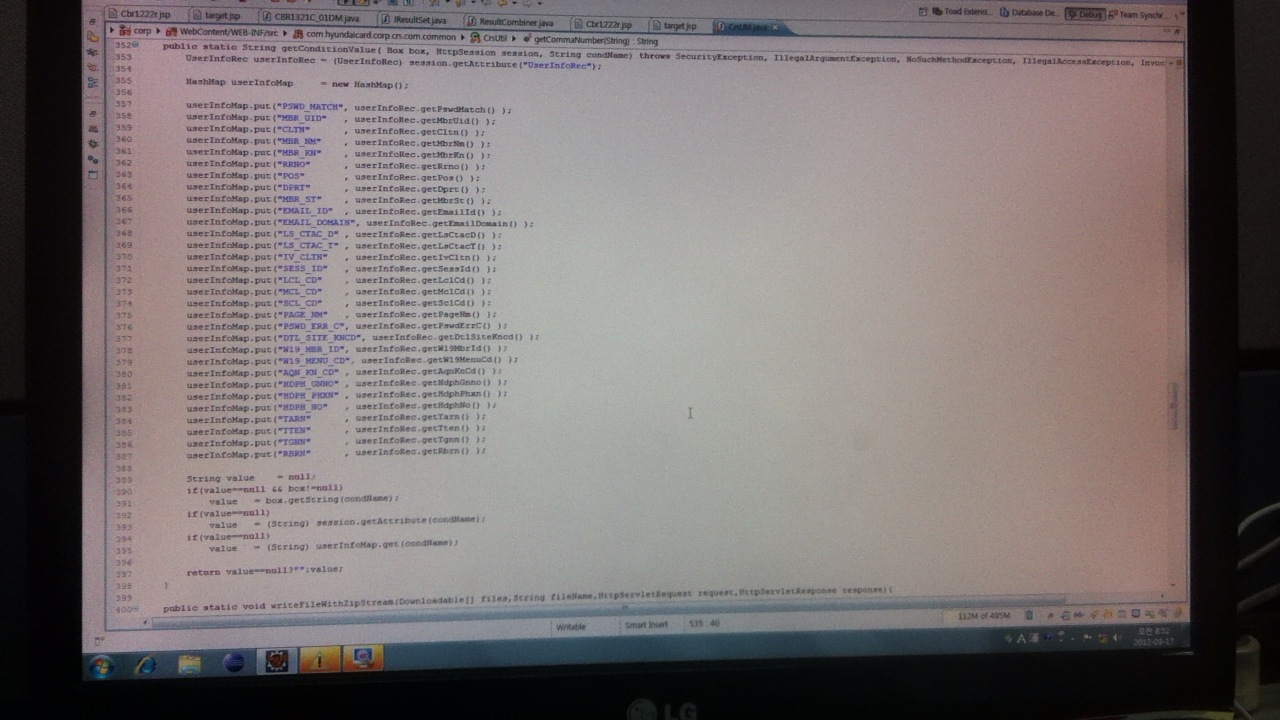 Cbr1222r.jsp target.jsp CBR1321C_01DM.java JResultSet.java ResultCombiner.java Cbr1222r.jsp target.jsp CrsUtil.java
Toad Extensi... Database De... Debug Team Synchr...
corp WebContent/WEB-INF/src com.hyundaicard.corp.crs.com.common CrsUtil getCommaNumber(String) : String
352 public static String getConditionValue( Box box, HttpSession session, String condName) throws SecurityException, IllegalArgumentException, NoSuchMethodException, IllegalAccessException, Invoc
353 UserInfoRec userInfoRec = (UserInfoRec) session.getAttribute("UserInfoRec");
354
355 HashMap userInfoMap = new HashMap();
356
357 userInfoMap.put("PSWD_MATCH", userInfoRec.getPswdMatch() );
358 userInfoMap.put("MBR_UID" , userInfoRec.getMbrUid() );
359 userInfoMap.put("CLTN" , userInfoRec.getCltn() );
360 userInfoMap.put("MBR_NM" , userInfoRec.getMbrNm() );
361 userInfoMap.put("MBR_KN" , userInfoRec.getMbrKn() );
362 userInfoMap.put("RRNO" , userInfoRec.getRrno() );
363 userInfoMap.put("POS" , userInfoRec.getPos() );
364 userInfoMap.put("DPRT" , userInfoRec.getDprt() );
365 userInfoMap.put("MBR_ST" , userInfoRec.getMbrSt() );
366 userInfoMap.put("EMAIL_ID" , userInfoRec.getEmailId() );
367 userInfoMap.put("EMAIL_DOMAIN", userInfoRec.getEmailDomain() );
368 userInfoMap.put("LS_CTAC_D" , userInfoRec.getLsCtacD() );
369 userInfoMap.put("LS_CTAC_T" , userInfoRec.getLsCtacT() );
370 userInfoMap.put("IV_CLTN" , userInfoRec.getIvCltn() );
371 userInfoMap.put("SESS_ID" , userInfoRec.getSessId() );
372 userInfoMap.put("LCL_CD" , userInfoRec.getLclCd() );
373 userInfoMap.put("MCL_CD" , userInfoRec.getMclCd() );
374 userInfoMap.put("SCL_CD" , userInfoRec.getSclCd() );
375 userInfoMap.put("PAGE_NM" , userInfoRec.getPageNm() );
376 userInfoMap.put("PSWD_ERR_C", userInfoRec.getPswdErrC() );
377 userInfoMap.put("DTL_SITE_KNCD", userInfoRec.getDtlSiteKncd() );
378 userInfoMap.put("W19_MBR_ID", userInfoRec.getW19MbrId() );
379 userInfoMap.put("W19_MENU_CD", userInfoRec.getW19MenuCd() );
380 userInfoMap.put("AQN_KN_CD" , userInfoRec.getAqnKnCd() );
381 userInfoMap.put("HDPH_GNNO" , userInfoRec.getHdphGnno() );
382 userInfoMap.put("HDPH_PHXN" , userInfoRec.getHdphPhxn() );
383 userInfoMap.put("HDPH_NO" , userInfoRec.getHdphNo() );
384 userInfoMap.put("TARN" , userInfoRec.getTarn() );
385 userInfoMap.put("TTEN" , userInfoRec.getTten() );
386 userInfoMap.put("TGNN" , userInfoRec.getTgnn() );
387 userInfoMap.put("RBRN" , userInfoRec.getRbrn() );
388
389 String value = null;
390 if(value==null && box!=null)
391 value = box.getString(condName);
392 if(value==null)
393 value = (String) session.getAttribute(condName);
394 if(value==null)
395 value = (String) userInfoMap.get(condName);
396
397 return value==null?"":value;
398 }
399
400 public static void writeFileWithZipStream(Downloadable[] files,String fileName,HttpServletRequest request,HttpServletResponse response){
Writable Smart Insert 535 : 40 112M of 495M
A 오전 8:52
2012-09-17
LG